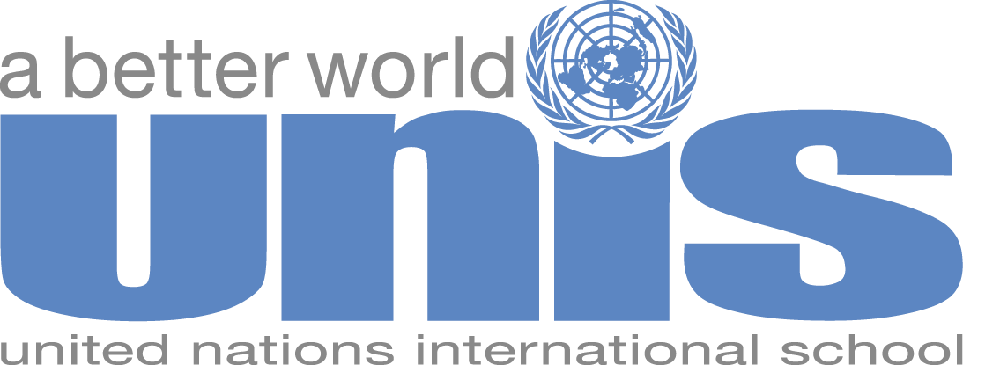 a better world
unis
united nations international school